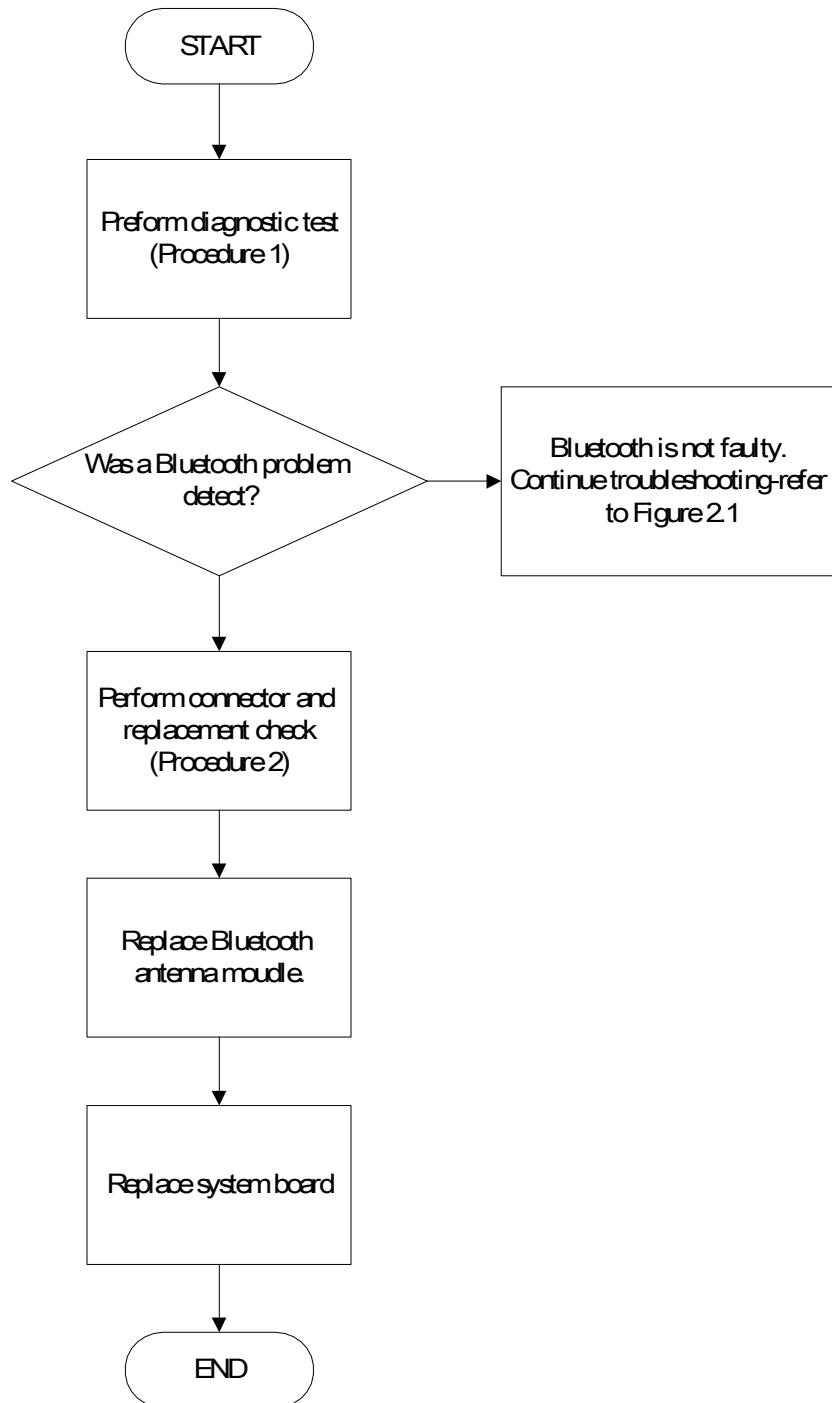 START
Preform diagnostic test
(Procedure 1)
Was a Bluetooth problem
detect?
Bluetooth is not faulty.
Continue troubleshooting-refer
to Figure 2.1
Perform connector and
replacement check
(Procedure 2)
Replace Bluetooth
antenna moudle.
Replace system board
END